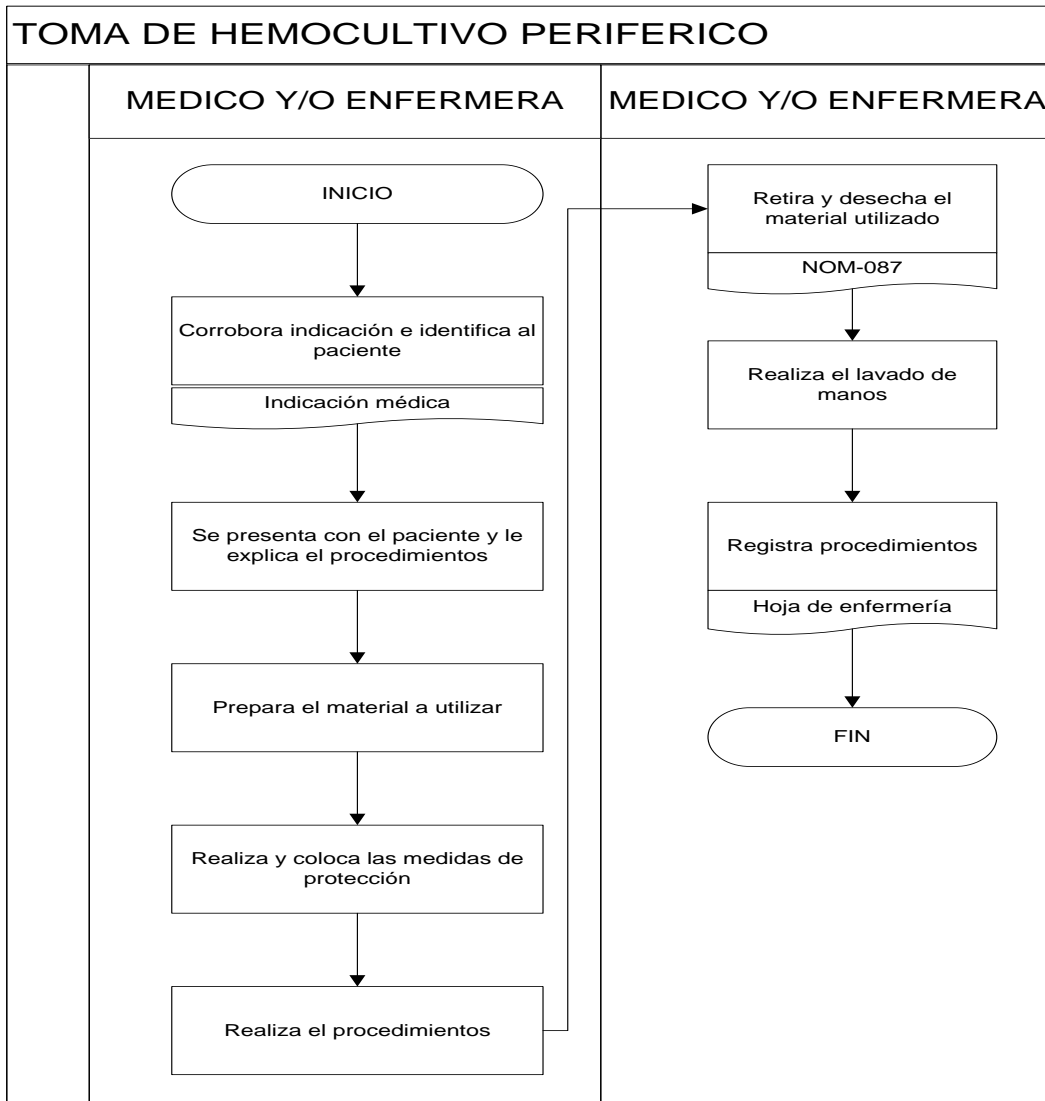 TOMA DE HEMOCULTIVO PERIFERICO
MEDICO Y/O ENFERMERA
INICIO
Corrobora indicación e identifica al
paciente
Indicación médica
Se presenta con el paciente y le
explica el procedimientos
Prepara el material a utilizar
Realiza y coloca las medidas de
protección
Realiza el procedimientos
MEDICO Y/O ENFERMERA
Retira y desecha el
material utilizado
NOM-087
Realiza el lavado de
manos
Registra procedimientos
Hoja de enfermería
FIN